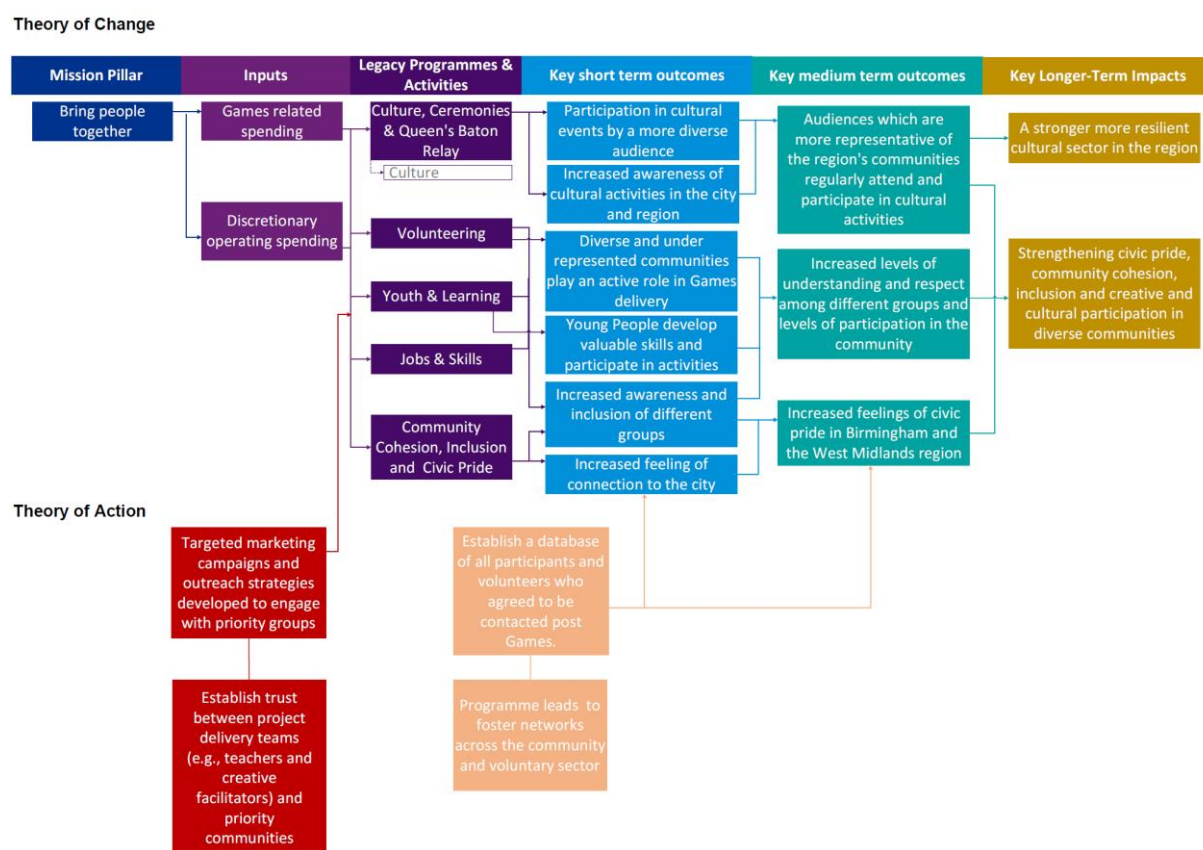 Theory of Change
Mission Pillar
Inputs
Legacy Programmes &
Activities
Key short term outcomes
Key medium term outcomes
Key Longer-Term Impacts
Bring people
together
Games related
spending
Discretionary
operating spending
Culture, Ceremonies
& Queen's Baton
Relay
Culture
Volunteering
Youth & Learning
Jobs & Skills
Community
Cohesion, Inclusion
and Civic Pride
Participation in cultural
events by a more diverse
audience
Increased awareness of
cultural activities in the city
and region
Diverse and under
represented communities
play an active role in Games
delivery
Young People develop
valuable skills and
participate in activities
Increased awareness and
inclusion of different
groups
Increased feeling of
connection to the city
Audiences which are
more representative of
the region's communities
regularly attend and
participate in cultural
activities
Increased levels of
understanding and respect
among different groups and
levels of participation in the
community
Increased feelings of civic
pride in Birmingham and
the West Midlands region
A stronger more resilient
cultural sector in the region
Strengthening civic pride,
community cohesion,
inclusion and creative and
cultural participation in
diverse communities
Theory of Action
Targeted marketing
campaigns and
outreach strategies
developed to engage
with priority groups
Establish trust
between project
delivery teams
(e.g., teachers and
creative
facilitators) and
priority
communities
Establish a database
of all participants and
volunteers who
agreed to be
contacted post
Games.
Programme leads to
foster networks
across the community
and voluntary sector